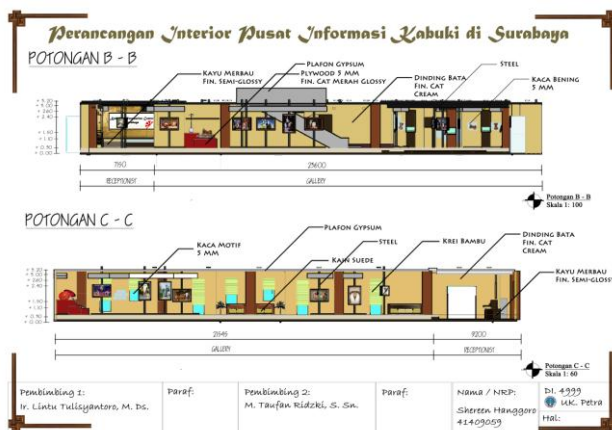 Perancangan Interior Pusat Informasi Kabuki di Surabaya
POTONGAN B - B
KAYU MERBAU
FIN. SEMI-GLOSSY
PLAFON GYPSUM
PLYWOOD 5 MM
FIN. CAT MERAH GLOSSY
DINDING BATA
FIN. CAT
CREAM
STEEL
KACA BENING
5 MM
23600
RECEPTIONIST
GALLERY
Potongan B - B
Skala 1: 100
POTONGAN C - C
KACA MOTIF
5 MM
PLAFON GYPSUM
STEEL
KAIN SUEDE
KREI BAMBU
DINDING BATA
FIN. CAT
CREAM
KAYU MERBAU
FIN. SEMI-GLOSSY
9200
GALLERY
RECEPTIONIST
Potongan C - C
Skala 1: 60
Pembimbing 1:
Ir. Lintu Tulisyantoro, M. Ds.
Paraf:
Pembimbing 2:
M. Taufan Ridzki, S. Sn.
Paraf:
Nama / NRP:
Shereen Hanggoro
41409059
DI. 4999
UK. Petra
Hal: